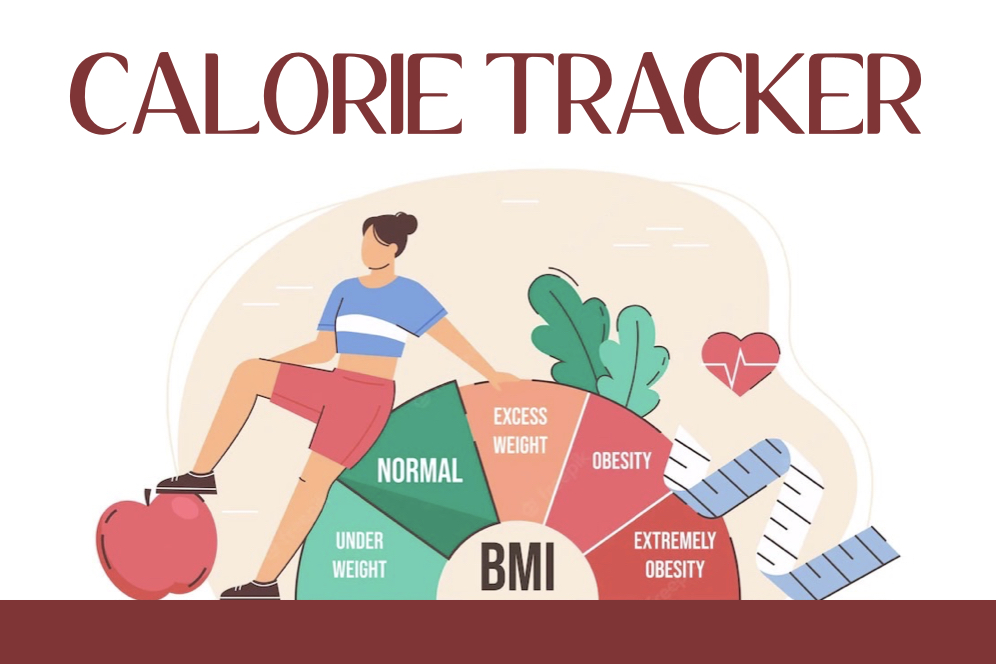 CALORIE TRACKER
EXCESS
WEIGHT
NORMAL
OBESITY
UNDER
WEIGHT
EXTREMELY
OBESITY
BMI